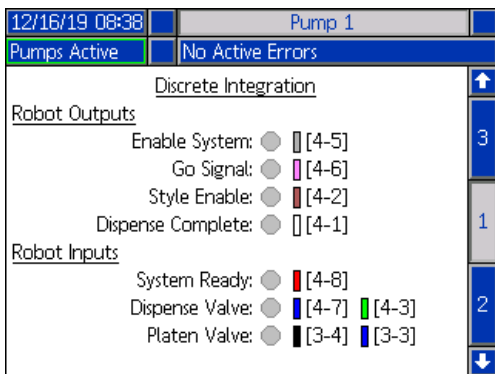 12/16/19 08:38 Pump 1
Pumps Active No Active Errors
Discrete Integration
Robot Outputs
Enable System: [4-5]
Go Signal: [4-6]
Style Enable: [4-2]
Dispense Complete: [4-1]
Robot Inputs
System Ready: [4-8]
Dispense Valve: [4-7] [4-3]
Platen Valve: [3-4] [3-3]
3
1
2